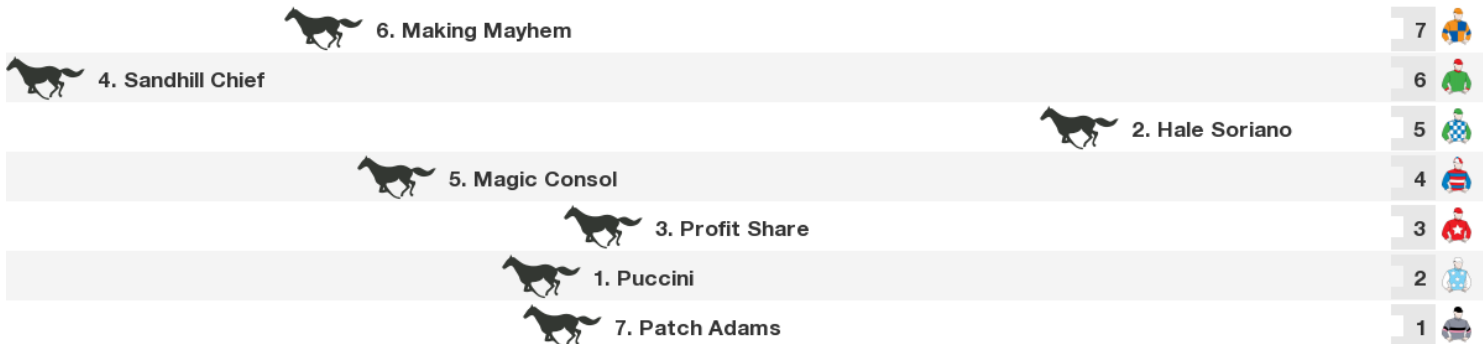 6. Making Mayhem 7
4. Sandhill Chief 6
2. Hale Soriano 5
5. Magic Consol 4
3. Profit Share 3
1. Puccini 2
7. Patch Adams 1